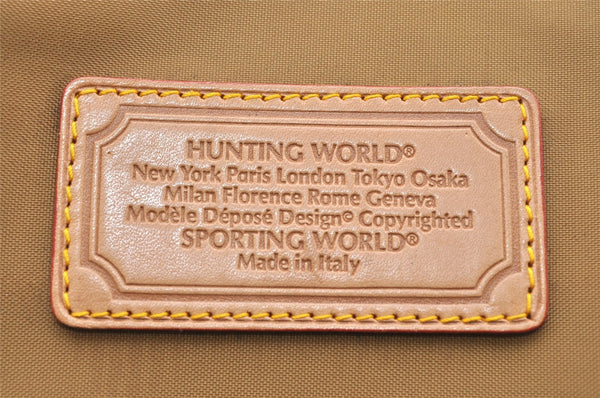 HUNTING WORLD®
New York Paris London Tokyo Osaka
Milan Florence Rome Geneva
Modèle Déposé Design© Copyrighted
SPORTING WORLD®
Made in Italy